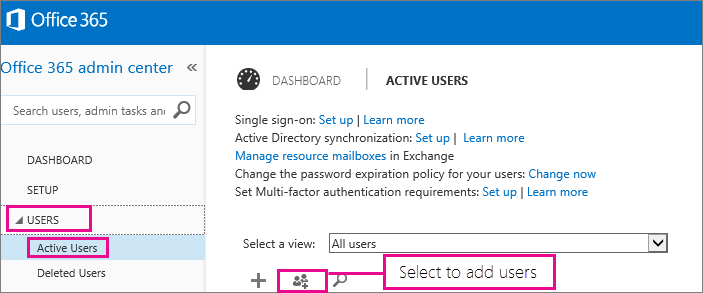 Office 365
Office 365 admin center «
Search users, admin tasks and
DASHBOARD
SETUP
USERS
Active Users
Deleted Users
DASHBOARD | ACTIVE USERS
Single sign-on: Set up | Learn more
Active Directory synchronization: Set up | Learn more
Manage resource mailboxes in Exchange
Change the password expiration policy for your users: Change now
Set Multi-factor authentication requirements: Set up | Learn more
Select a view: All users
Select to add users